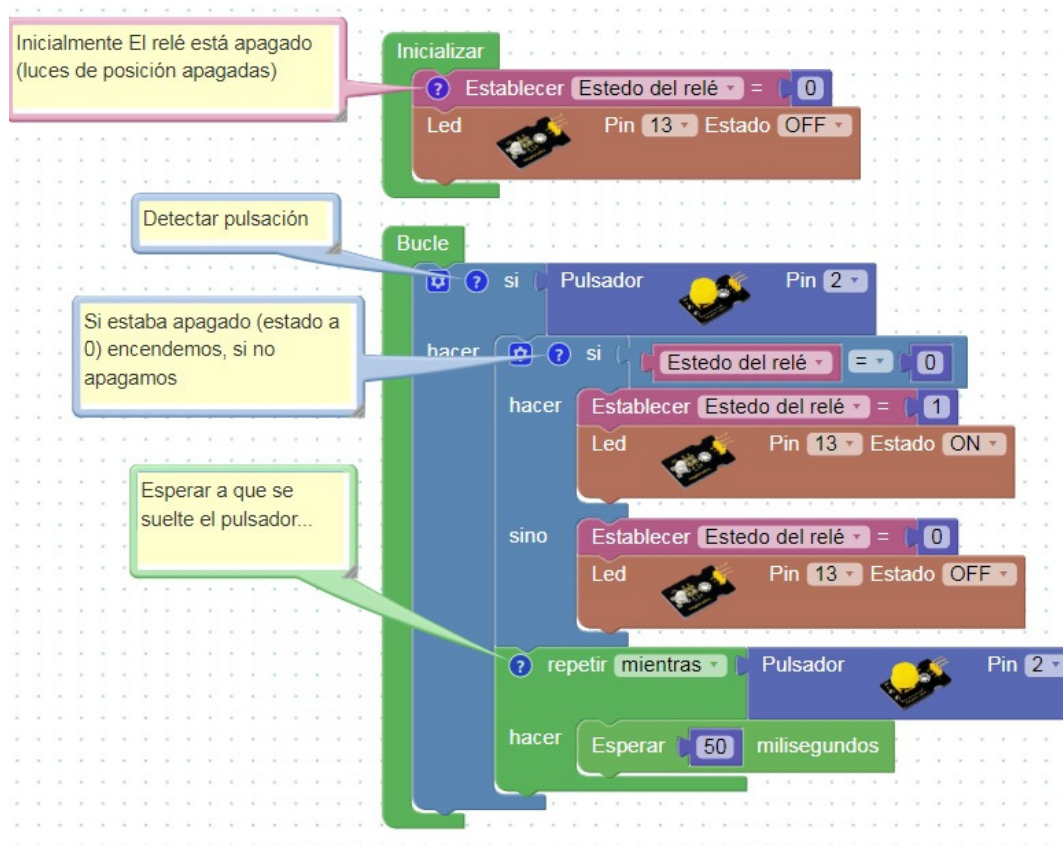 Inicialmente El relé está apagado
(luces de posición apagadas)
Inicializar
Establecer Estedo del relé = 0
Led Pin 13 Estado OFF
Detectar pulsación
Bucle
si Pulsador Pin 2
Si estaba apagado (estado a
0) encendemos, si no
apagamos
hacer si Estedo del relé = 0
hacer Establecer Estedo del relé = 1
Led Pin 13 Estado ON
Esperar a que se
suelte el pulsador...
sino Establecer Estedo del relé = 0
Led Pin 13 Estado OFF
repetir mientras Pulsador Pin 2
hacer Esperar 50 milisegundos